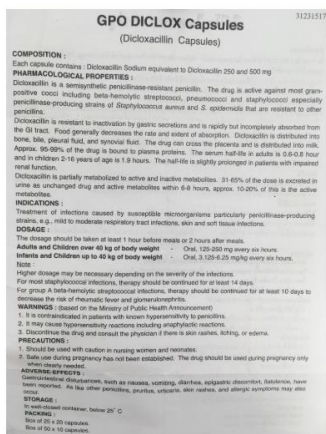 31231517
GPO DICLOX Capsules
(Dicloxacillin Capsules)
COMPOSITION :
Each capsule contains : Dicloxacillin Sodium equivalent to Dicloxacillin 250 and 500 mg
PHARMACOLOGICAL PROPERTIES :
Dicloxacillin is a semisynthetic penicillinase-resistant penicillin. The drug is active against most gram-
positive cocci including beta-hemolytic streptococci, pneumococci and staphylococci especially
penicillinase-producing strains of Staphylococcus aureus and S. epidermidis that are resistant to other
penicillins.
Dicloxacillin is resistant to inactivation by gastric secretions and is rapidly but incompletely absorbed from
the GI tract. Food generally decreases the rate and extent of absorption. Dicloxacillin is distributed into
bone, bile, pleural fluid, and synovial fluid. The drug can cross the placenta and is distributed into milk.
Approx. 95-99% of the drug is bound to plasma proteins. The serum half-life in adults is 0.6-0.8 hour
and in children 2-16 years of age is 1.9 hours. The half-life is slightly prolonged in patients with impaired
renal function.
Dicloxacillin is partially metabolized to active and inactive metabolites. 31-65% of the dose is excreted in
urine as unchanged drug and active metabolites within 6-8 hours, approx. 10-20% of this is the active
metabolites.
INDICATIONS :
Treatment of infections caused by susceptible microorganisms particularly penicillinase-producing
strains, e.g., mild to moderate respiratory tract infections, skin and soft tissue infections.
DOSAGE :
The dosage should be taken at least 1 hour before meals or 2 hours after meals.
Adults and Children over 40 kg of body weight - Oral, 125-250 mg every six hours.
Infants and Children up to 40 kg of body weight - Oral, 3.125-6.25 mg/kg every six hours.
Note :
Higher dosage may be necessary depending on the severity of the infections.
For most staphylococcal infections, therapy should be continued for at least 14 days.
For group A beta-hemolytic streptococcal infections, therapy should be continued for at least 10 days to
decrease the risk of rheumatic fever and glomerulonephritis.
WARNINGS : (based on the Ministry of Public Health Announcement)
1. It is contraindicated in patients with known hypersensitivity to penicillins.
2. It may cause hypersensitivity reactions including anaphylactic reactions.
3. Discontinue the drug and consult the physician if there is skin rashes, itching, or edema.
PRECAUTIONS :
1. Should be used with caution in nursing women and neonates.
2. Safe use during pregnancy has not been established. The drug should be used during pregnancy only
when clearly needed.
ADVERSE-EFFECTS :
Gastrointestinal disturbances, such as nausea, vomiting, diarrhea, epigastric discomfort, flatulence, have
been reported. As like other penicillins, pruritus, urticaria, skin rashes, and allergic symptoms may also
occur.
STORAGE :
In well-closed container, below 25° C
PACKING :
Box of 25 x 20 capsules.
Box of 50 x 10 capsules.